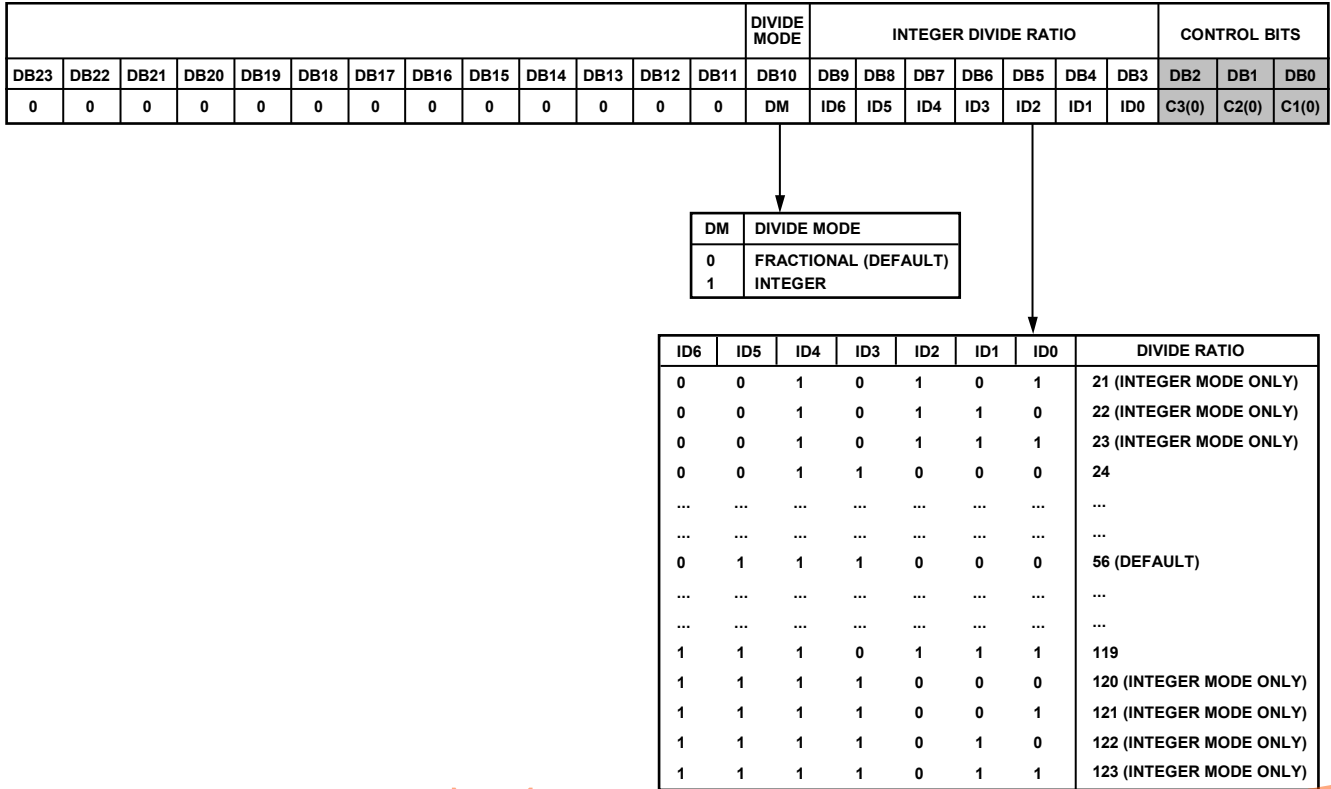 DIVIDE MODE INTEGER DIVIDE RATIO CONTROL BITS
DB23 DB22 DB21 DB20 DB19 DB18 DB17 DB16 DB15 DB14 DB13 DB12 DB11 DB10 DB9 DB8 DB7 DB6 DB5 DB4 DB3 DB2 DB1 DB0
0 0 0 0 0 0 0 0 0 0 0 0 0 DM ID6 ID5 ID4 ID3 ID2 ID1 ID0 C3(0) C2(0) C1(0)
DM DIVIDE MODE
0 FRACTIONAL (DEFAULT)
1 INTEGER
ID6 ID5 ID4 ID3 ID2 ID1 ID0 DIVIDE RATIO
0 0 1 0 1 0 1 21 (INTEGER MODE ONLY)
0 0 1 0 1 1 0 22 (INTEGER MODE ONLY)
0 0 1 0 1 1 1 23 (INTEGER MODE ONLY)
0 0 1 1 0 0 0 24
... ... ... ... ... ... ... ...
... ... ... ... ... ... ... ...
0 1 1 1 0 0 0 56 (DEFAULT)
... ... ... ... ... ... ... ...
... ... ... ... ... ... ... ...
1 1 1 0 1 1 1 119
1 1 1 1 0 0 0 120 (INTEGER MODE ONLY)
1 1 1 1 0 0 1 121 (INTEGER MODE ONLY)
1 1 1 1 0 1 0 122 (INTEGER MODE ONLY)
1 1 1 1 0 1 1 123 (INTEGER MODE ONLY)